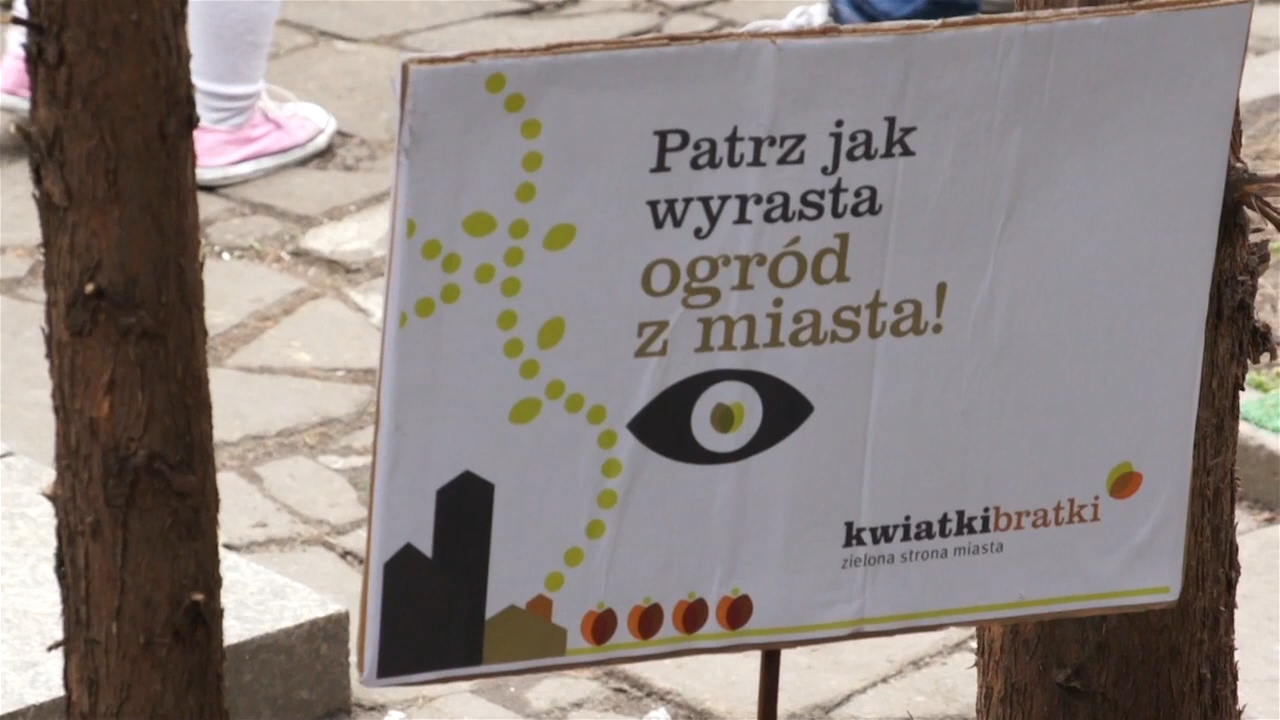 Patrz jak
wyrasta
ogród
z miasta!
kwiatkibratki
zielona strona miasta